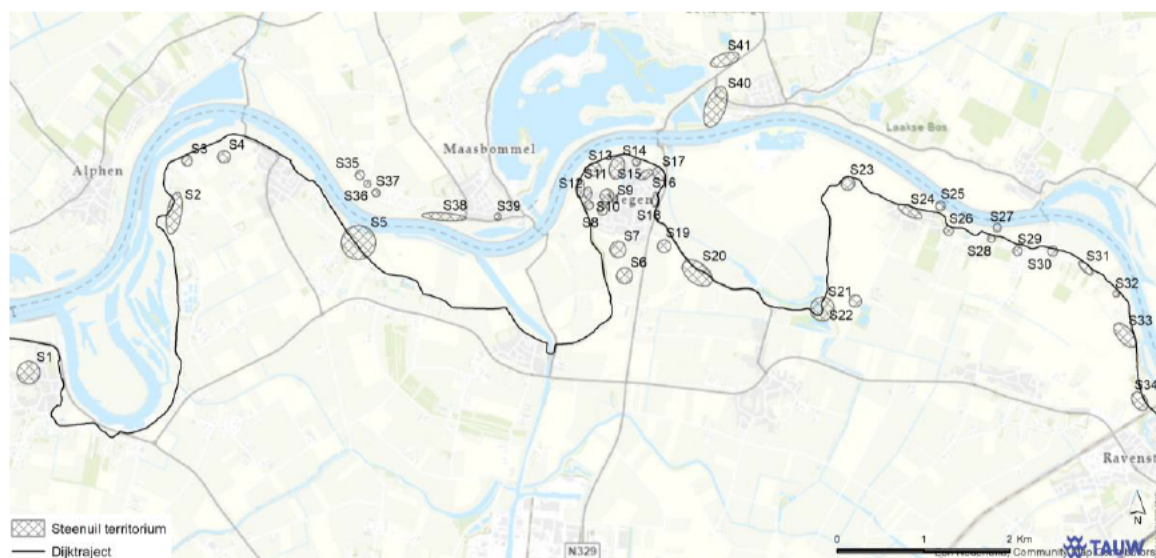 S41
S40
Laakse Bos
S3
S4
Alphen
Maasbommel
S35
S37
S36
S2
S38
S39
S5
S13
S14
S17
S11
S15
S12
S16
S9
egen
S10
S8
S18
S7
S19
S6
S20
S23
S24
S25
S26
S27
S28
S29
S30
S31
S32
S21
S22
S33
S34
S1
Ravenst
Steenuil territorium
Dijktraject
N329
0 1 2 Km
N
TAUW